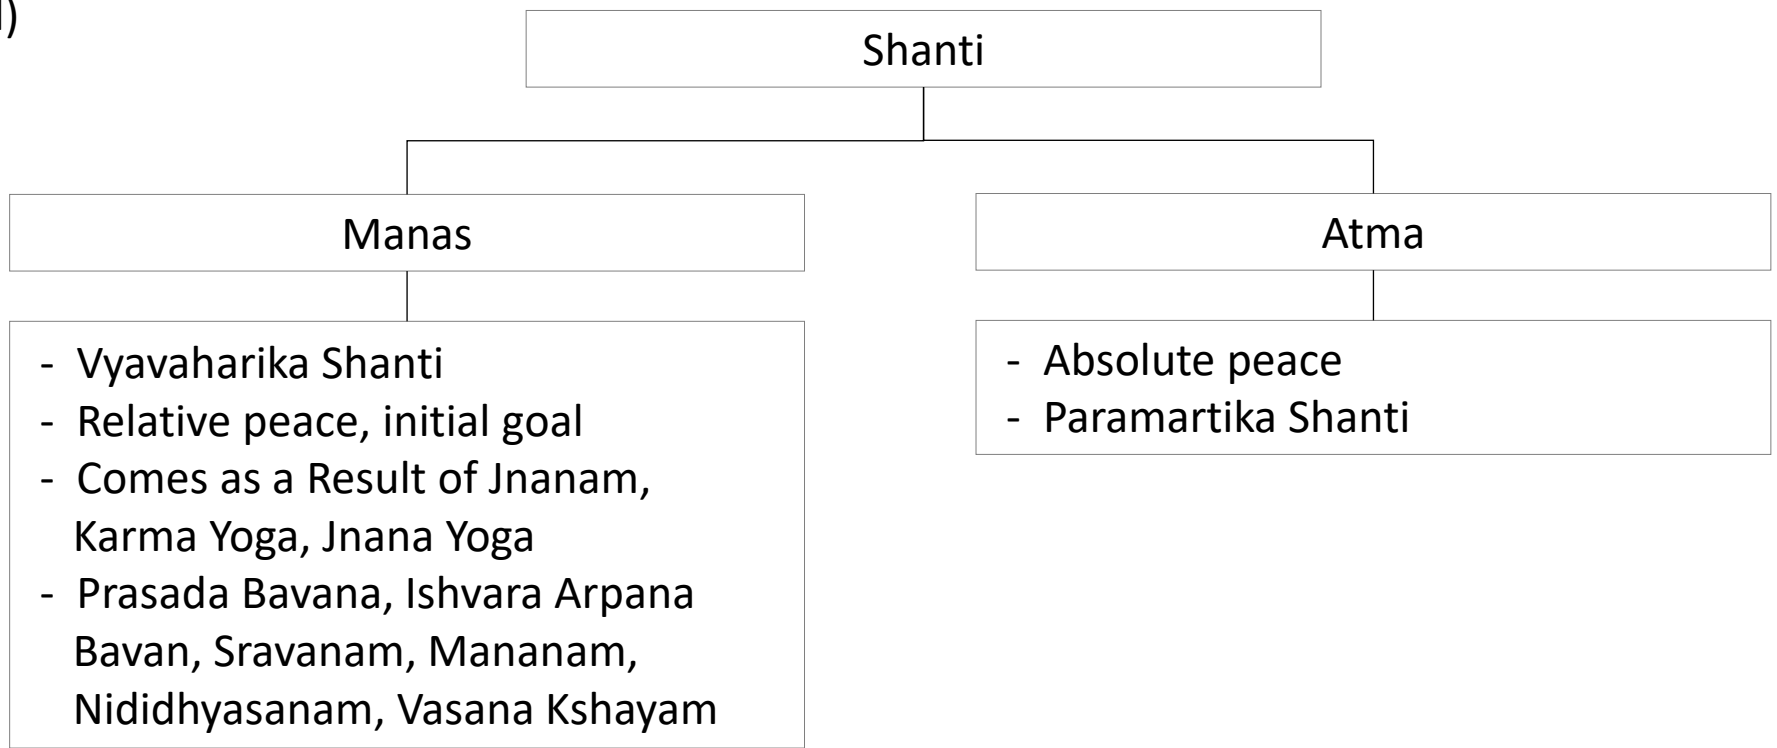 Shanti
Manas
Atma
- Vyavaharika Shanti
- Relative peace, initial goal
- Comes as a Result of Jnanam,
Karma Yoga, Jnana Yoga
- Prasada Bavana, Ishvara Arpana
Bavan, Sravanam, Mananam,
Nididhyasanam, Vasana Kshayam
- Absolute peace
- Paramartika Shanti